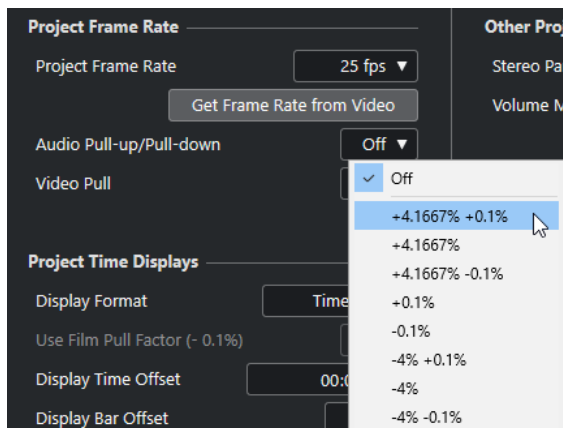 Project Frame Rate
Other Proj
Project Frame Rate 25 fps
Stereo Pa
Get Frame Rate from Video
Volume M
Audio Pull-up/Pull-down Off
Video Pull
Off
+4.1667% +0.1%
+4.1667%
+4.1667% -0.1%
+0.1%
-0.1%
-4% +0.1%
-4%
-4% -0.1%
Project Time Displays
Display Format Time
Use Film Pull Factor (- 0.1%)
Display Time Offset 00:0
Display Bar Offset